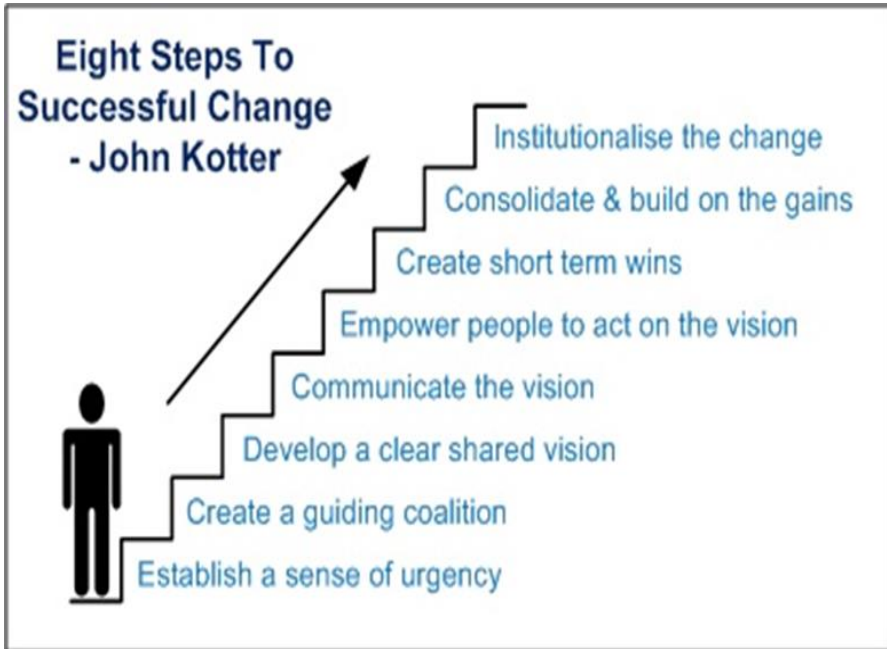 Eight Steps To
Successful Change
- John Kotter
Institutionalise the change
Consolidate & build on the gains
Create short term wins
Empower people to act on the vision
Communicate the vision
Develop a clear shared vision
Create a guiding coalition
Establish a sense of urgency